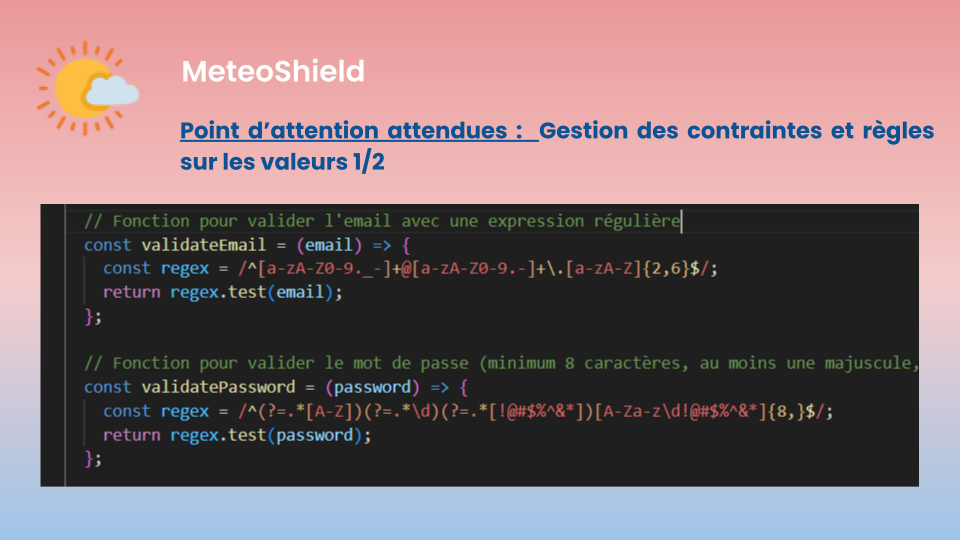 MeteoShield
Point d’attention attendues : Gestion des contraintes et règles
sur les valeurs 1/2
// Fonction pour valider l'email avec une expression régulière
const validateEmail = (email) => {
const regex = /^[a-zA-Z0-9._-]+@[a-zA-Z0-9.-]+\.[a-zA-Z]{2,6}$/;
return regex.test(email);
};
// Fonction pour valider le mot de passe (minimum 8 caractères, au moins une majuscule,
const validatePassword = (password) => {
const regex = /^(?=.*[A-Z])(?=.*\d)(?=.*[!@#$%^&*])[A-Za-z\d!@#$%^&*]{8,}$/;
return regex.test(password);
};